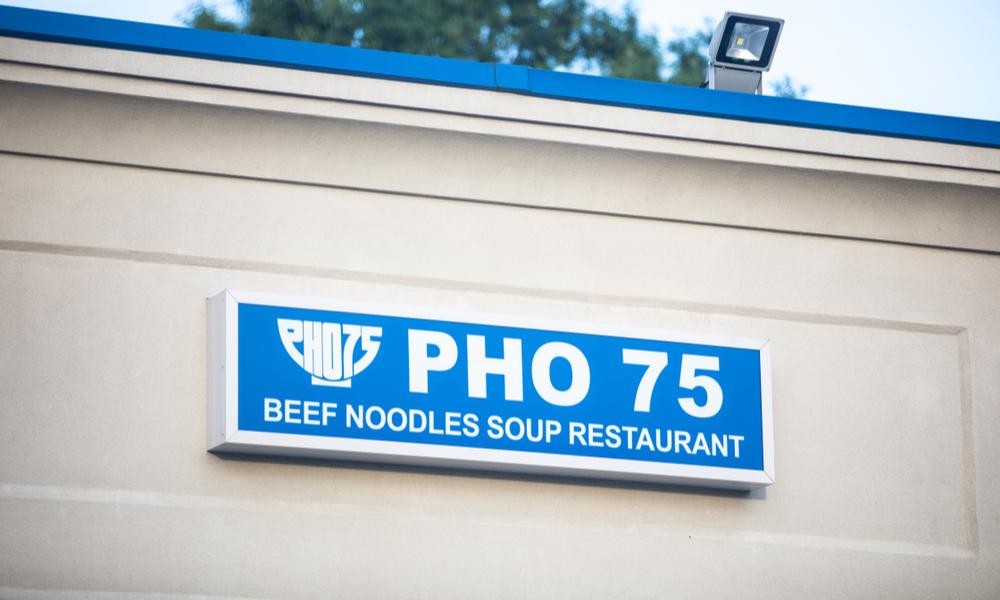 PHO75 PHO 75
BEEF NOODLES SOUP RESTAURANT